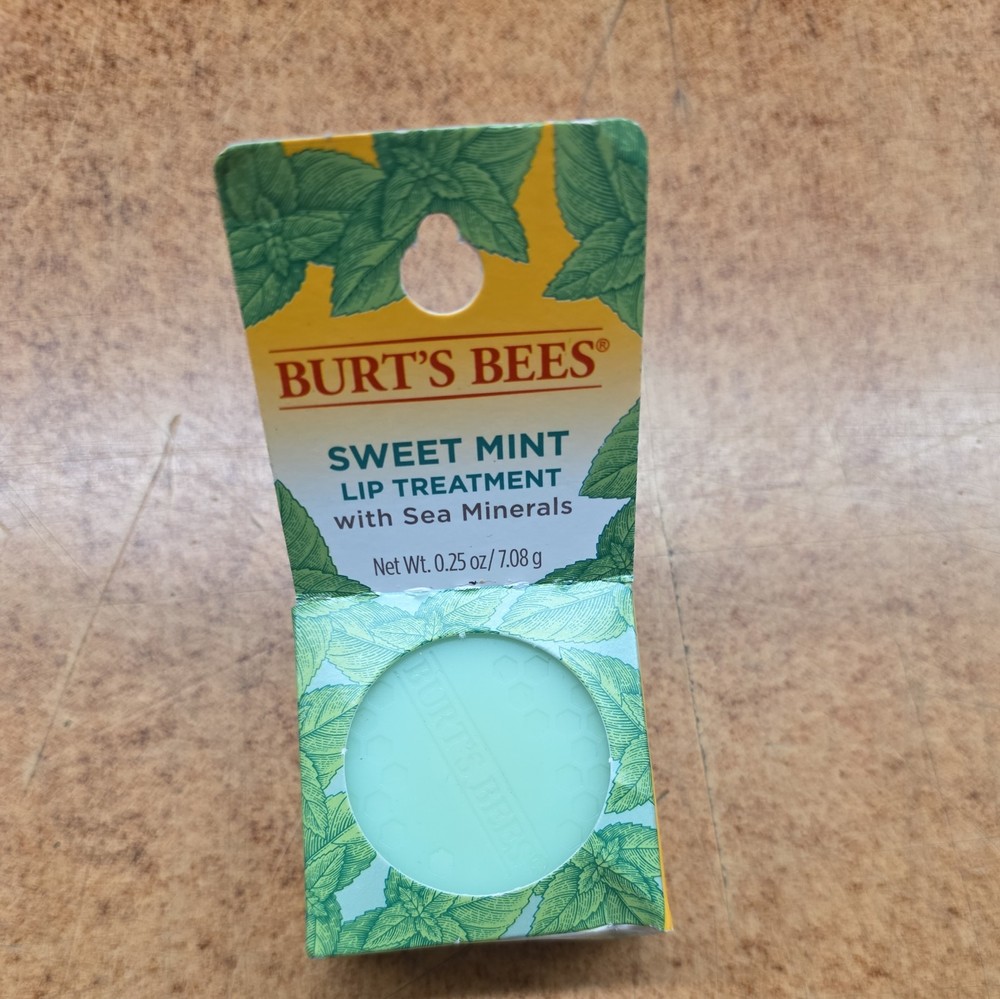 BURT'S BEES®
SWEET MINT
LIP TREATMENT
with Sea Minerals
Net Wt. 0.25 oz/ 7.08 g
BURT'S BEES